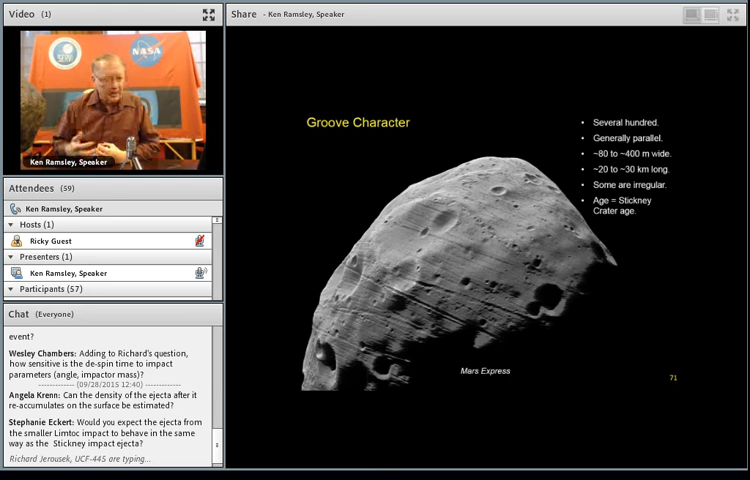 Video (1)
SERVI
NASA
Ken Ramsley, Speaker
Attendees (59)
Ken Ramsley, Speaker
Hosts (1)
Ricky Guest
Presenters (1)
Ken Ramsley, Speaker
Participants (57)
Chat (Everyone)
event?
Wesley Chambers: Adding to Richard's question,
how sensitive is the de-spin time to impact
parameters (angle, impactor mass)?
-------------- (09/28/2015 12:40) --------------
Angela Krenn: Can the density of the ejecta after it
re-accumulates on the surface be estimated?
Stephanie Eckert: Would you expect the ejecta from
the smaller Limtoc impact to behave in the same
way as the Stickney impact ejecta?
Richard Jerousek, UCF-445 are typing...
Share - Ken Ramsley, Speaker
Groove Character
• Several hundred.
• Generally parallel.
• ~80 to ~400 m wide.
• ~20 to ~30 km long.
• Some are irregular.
• Age = Stickney
Crater age.
Mars Express
71